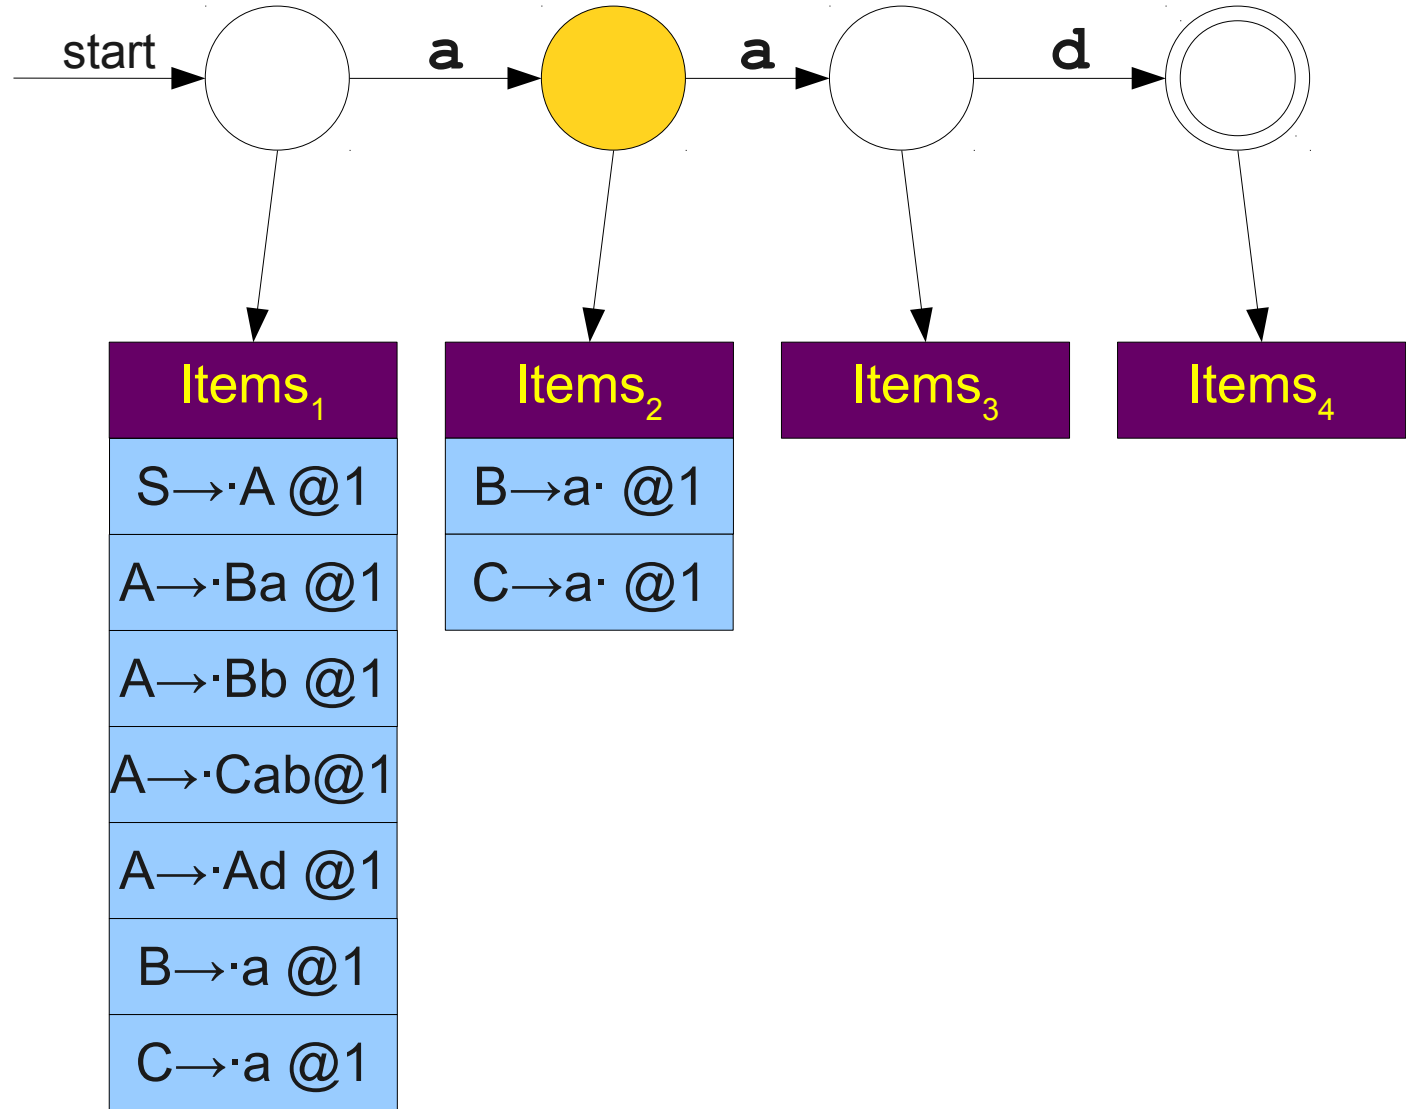 start a a d
Items1 Items2 Items3 Items4
S→·A @1 B→a· @1
A→·Ba @1 C→a· @1
A→·Bb @1
A→·Cab@1
A→·Ad @1
B→·a @1
C→·a @1